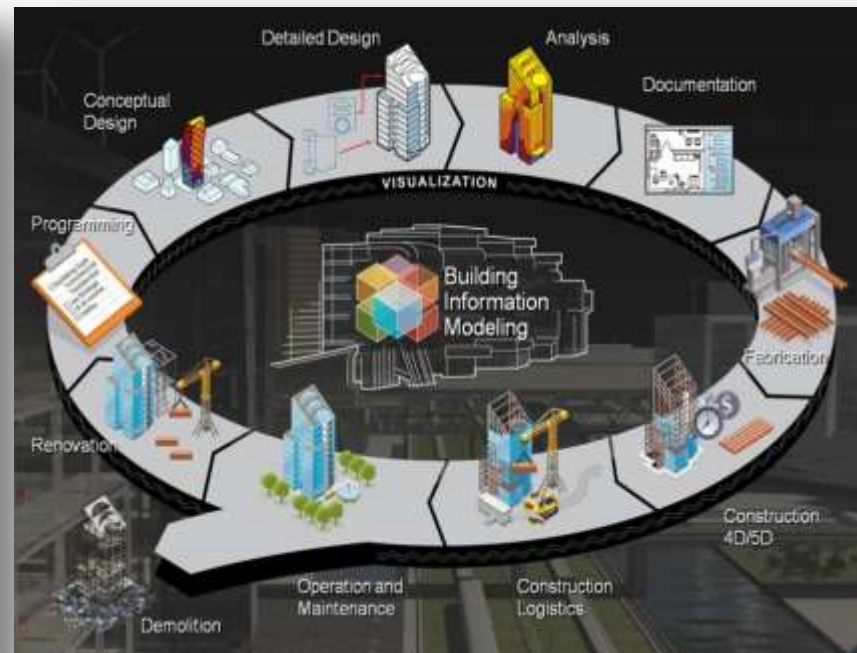 Detailed Design
Analysis
Conceptual
Design
Documentation
VISUALIZATION
Programming
Building
Information
Modeling
Fabrication
Renovation
Construction
4D/5D
Operation and
Maintenance
Construction
Logistics
Demolition